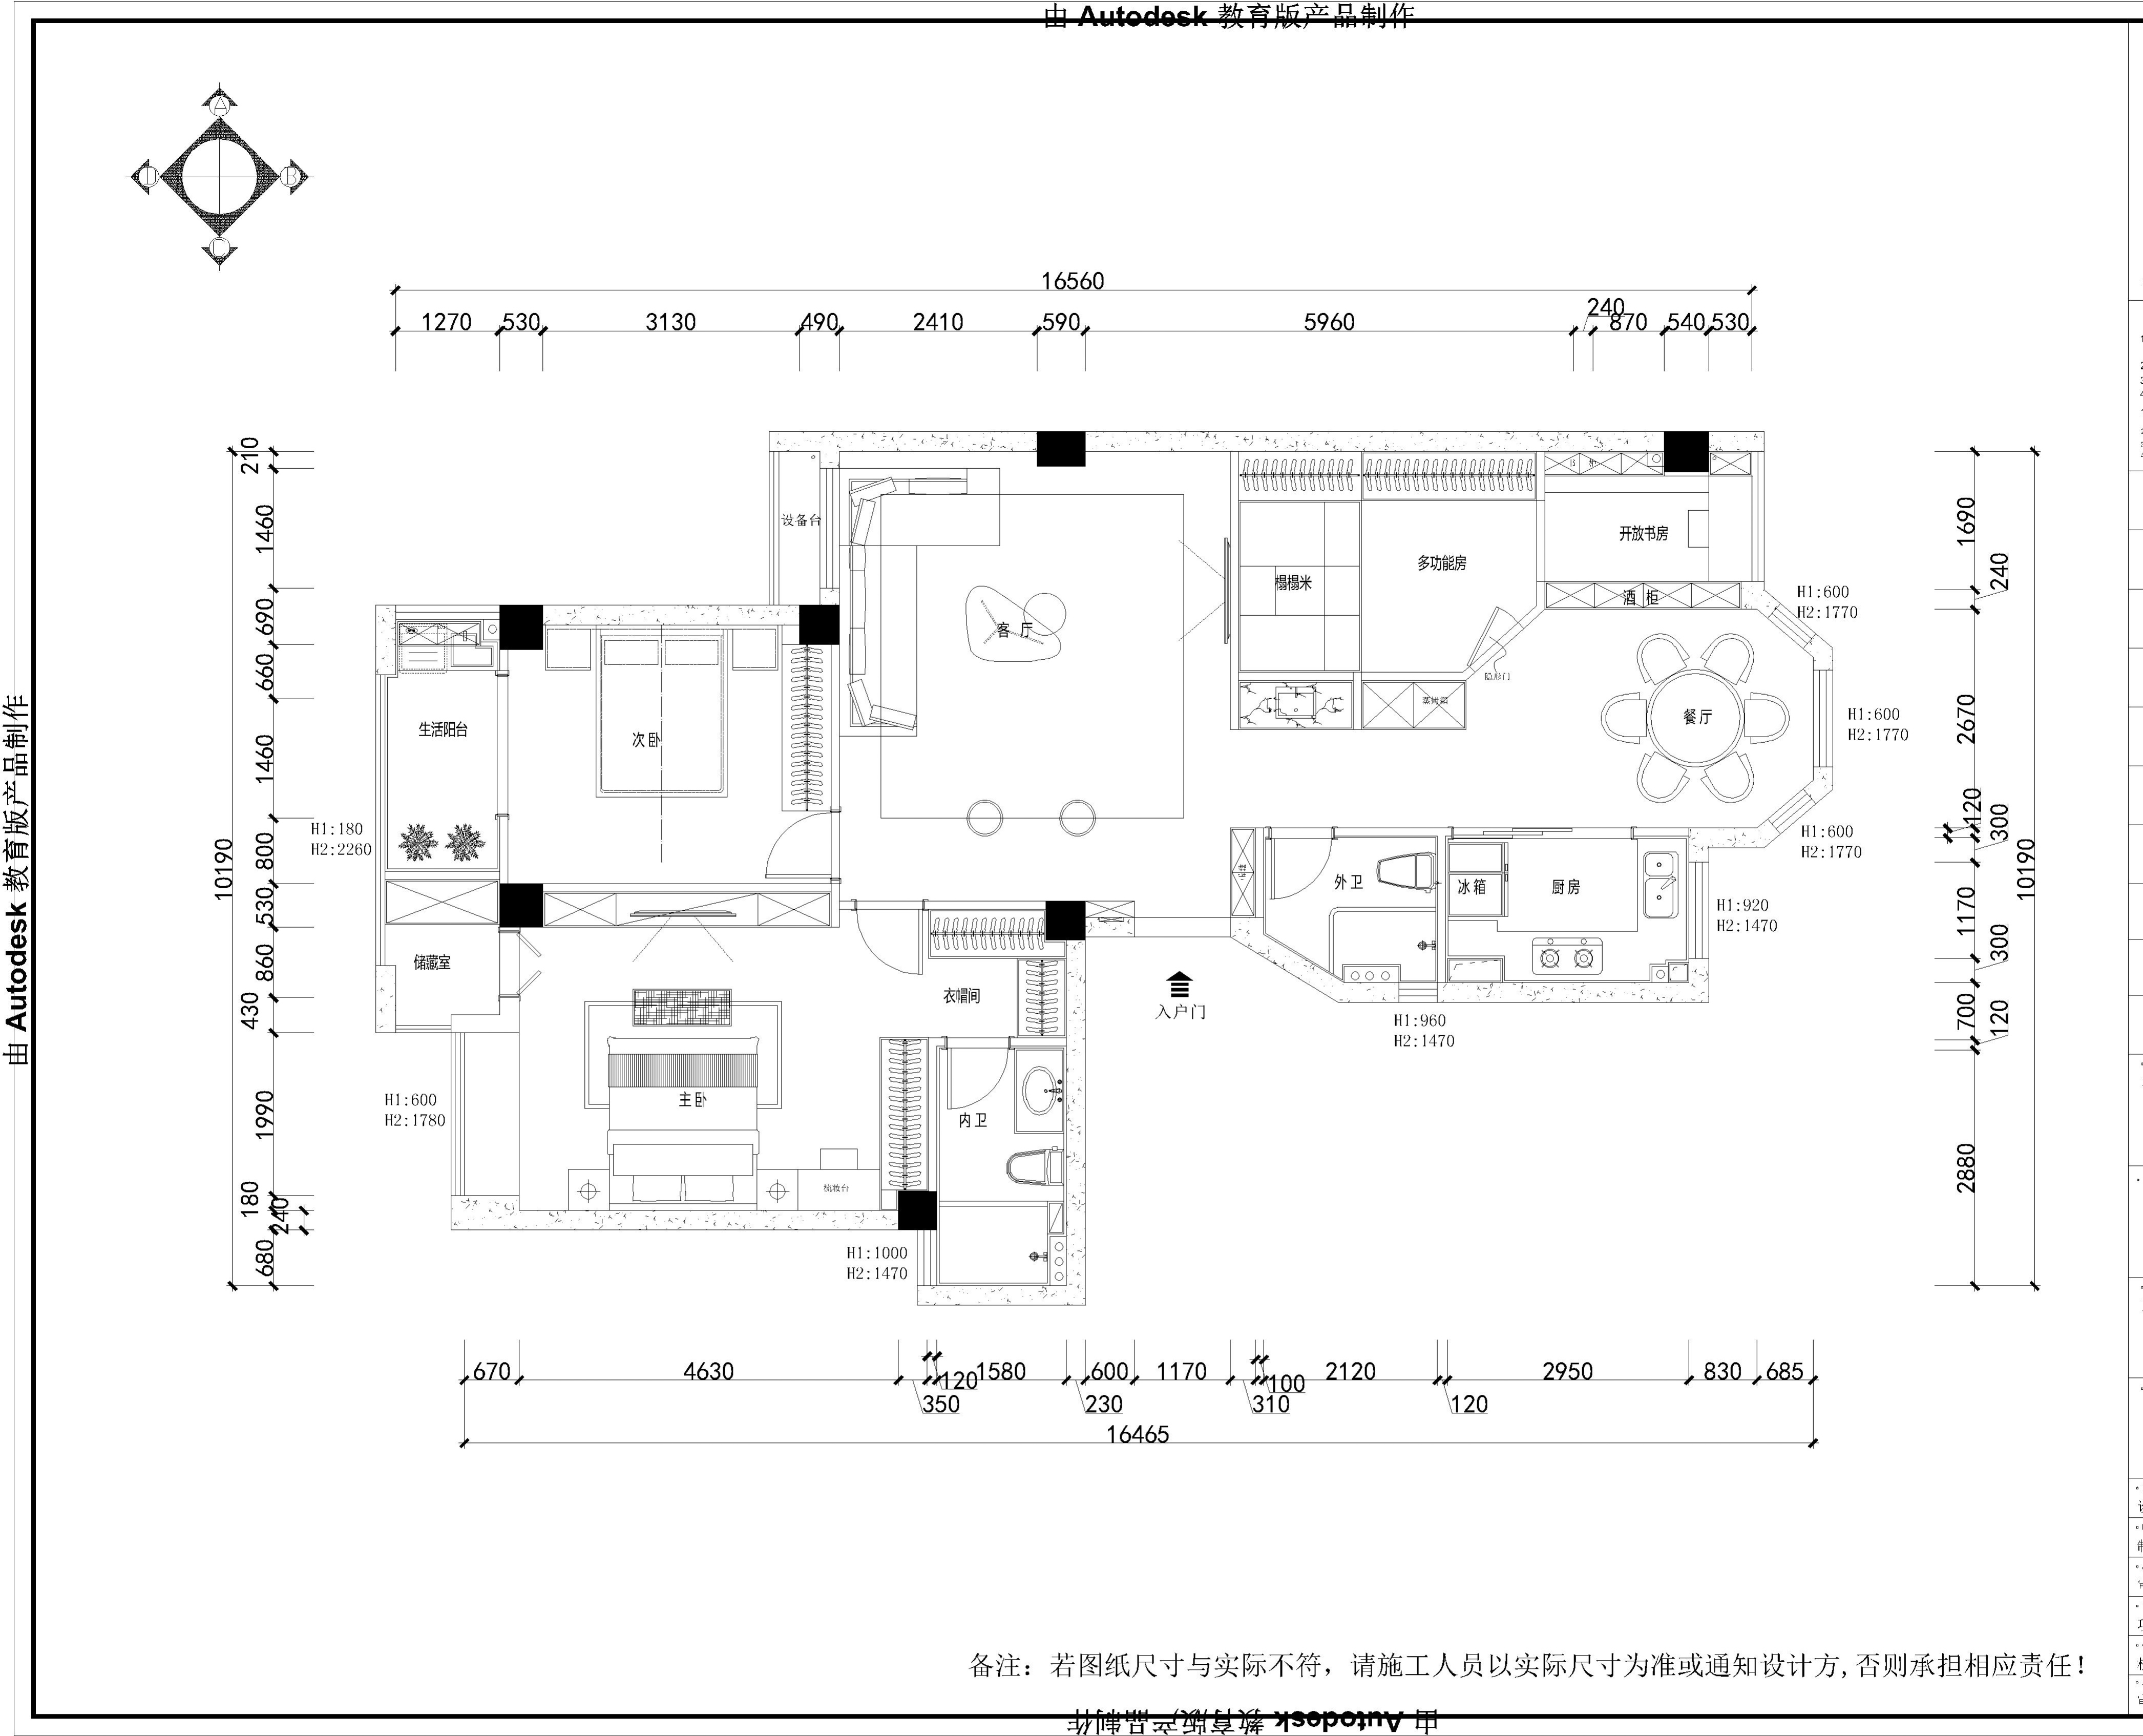 由 Autodesk 教育版产品制作
A
D
B
C
16560
1270
530
3130
490
2410
590
5960
240
870
540
530
210
1460
690
660
1460
800
530
860
430
1990
180
240
680
10190
1690
240
2670
120
300
1170
300
700
120
2880
10190
设备台
客 厅
榻榻米
多功能房
开放书房
酒 柜
隐形门
蒸烤箱
餐厅
生活阳台
次 卧
外 卫
冰 箱
厨 房
储藏室
衣帽间
入户门
主 卧
内 卫
梳妆台
H1:600
H2:1770
H1:600
H2:1770
H1:600
H2:1770
H1:180
H2:2260
H1:920
H2:1470
H1:960
H2:1470
H1:600
H2:1780
H1:1000
H2:1470
670
4630
350
120
1580
230
600
1170
310
100
2120
120
2950
830
685
16465
备注：若图纸尺寸与实际不符，请施工人员以实际尺寸为准或通知设计方,否则承担相应责任！
由 Autodesk 教育版产品制作
由 Autodesk 教育版产品制作